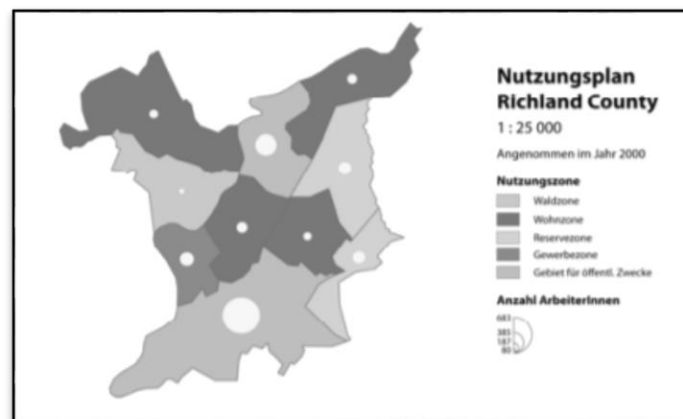 Nutzungsplan
Richland County
1 : 25 000
Angenommen im Jahr 2000
Nutzungszone
Waldzone
Wohnzone
Reservezone
Gewerbezone
Gebiet für öffentl. Zwecke
Anzahl ArbeiterInnen
683
385
187
80